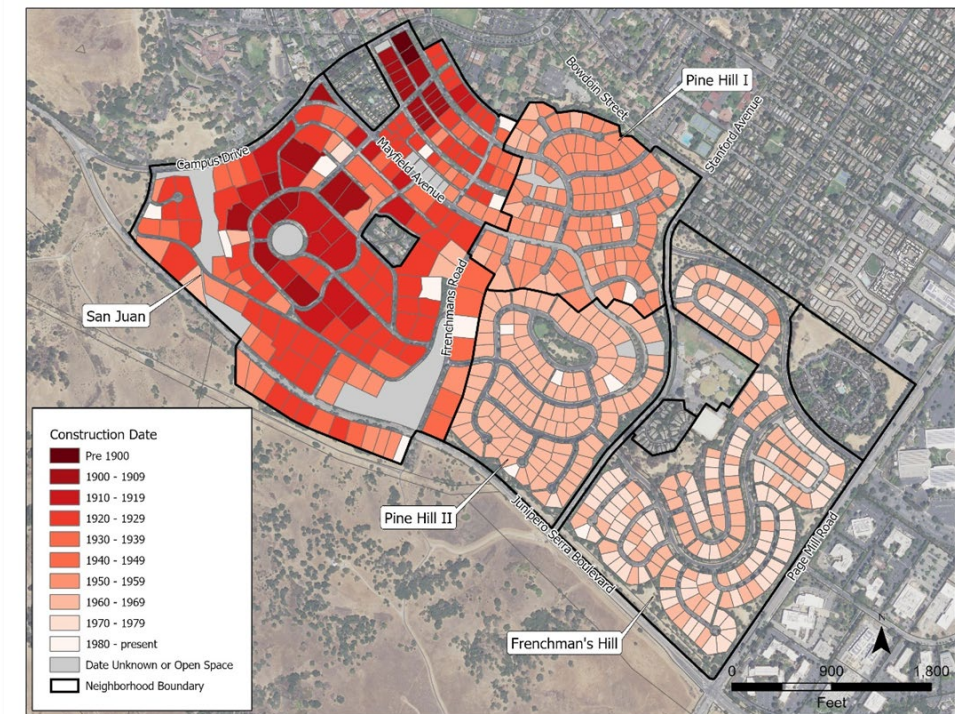 Bowdoin Street
Pine Hill I
Stanford Avenue
Campus Drive
Mayfield Avenue
San Juan
Frenchmans Road
Construction Date
Pre 1900
1900 - 1909
1910 - 1919
1920 - 1929
1930 - 1939
1940 - 1949
1950 - 1959
1960 - 1969
1970 - 1979
1980 - present
Date Unknown or Open Space
Neighborhood Boundary
Pine Hill II
Junipero Serra Boulevard
Page Mill Road
Frenchman's Hill
N
0 900 1,800
Feet